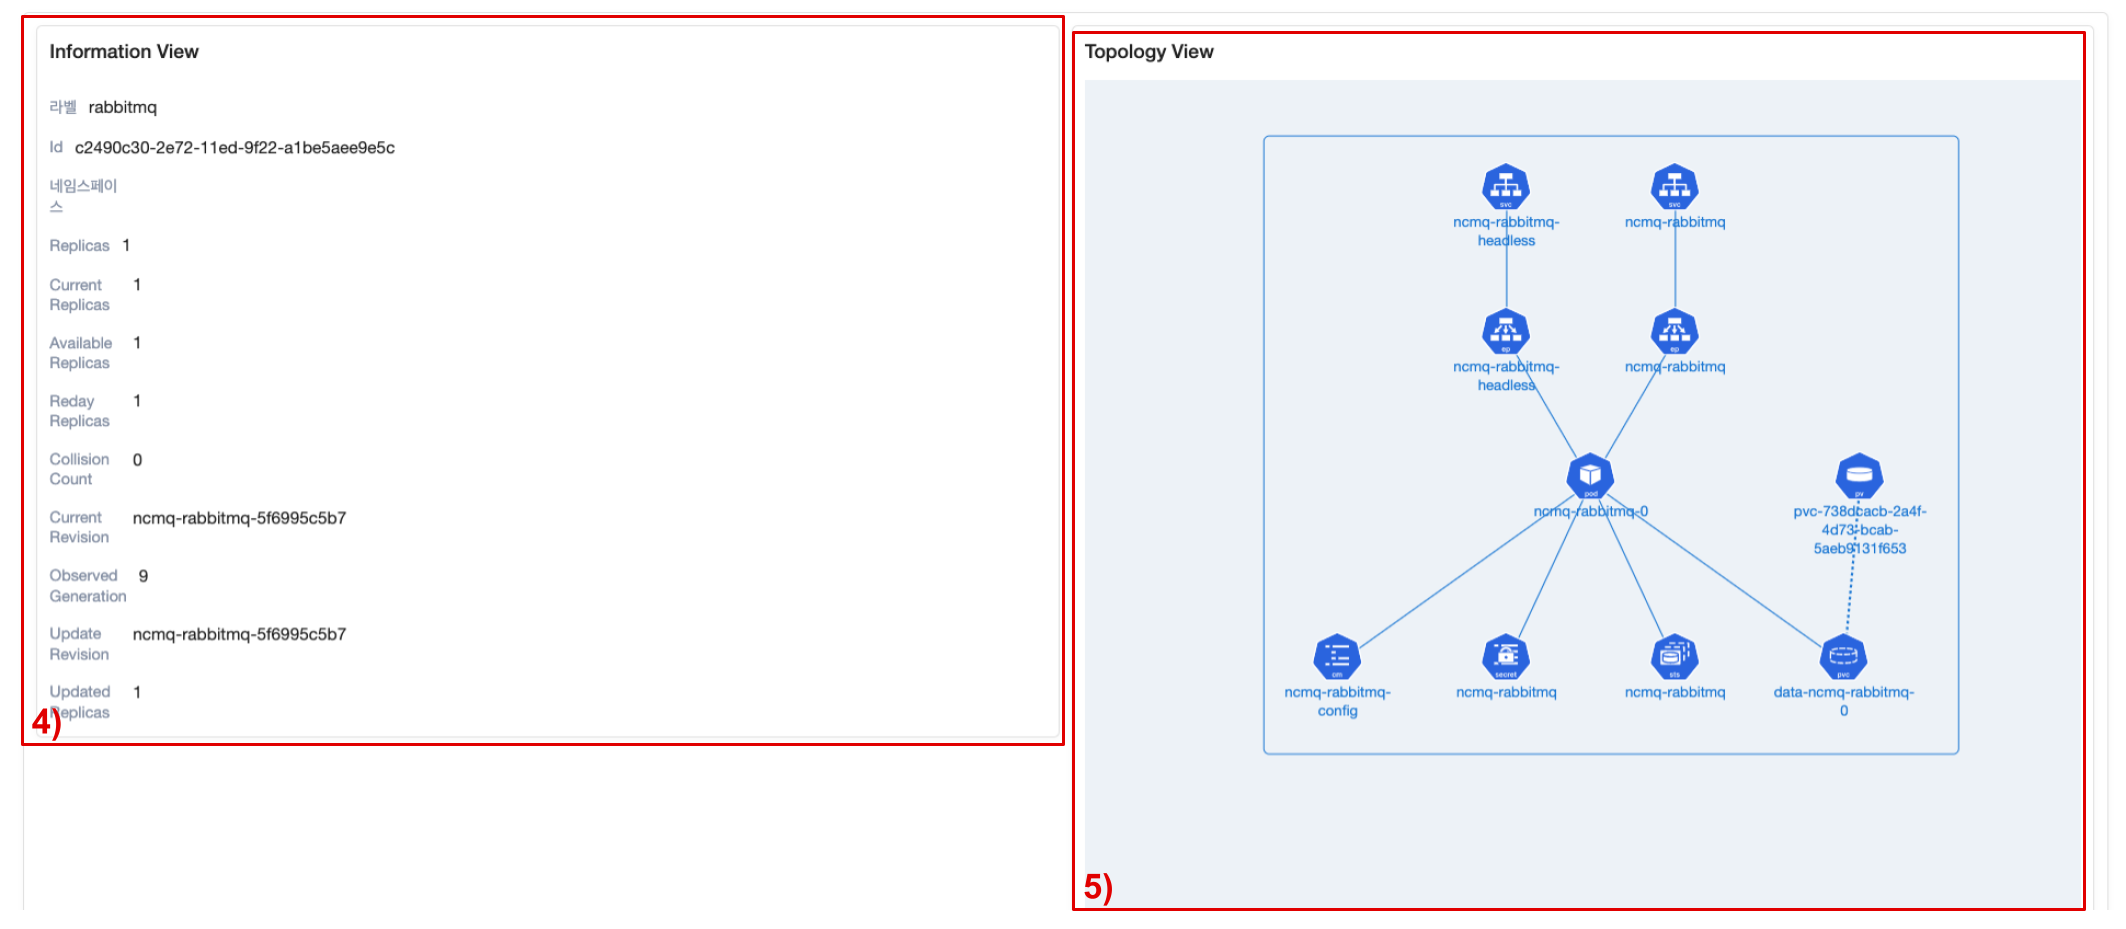 Information View
라벨 rabbitmq
Id c2490c30-2e72-11ed-9f22-a1be5aee9e5c
네임스페이
스
Replicas 1
Current 1
Replicas
Available 1
Replicas
Reday 1
Replicas
Collision 0
Count
Current ncmq-rabbitmq-5f6995c5b7
Revision
Observed 9
Generation
Update ncmq-rabbitmq-5f6995c5b7
Revision
Updated 1
Replicas
4)
Topology View
svc
ncmq-rabbitmq-
headless
svc
ncmq-rabbitmq
ep
ncmq-rabbitmq-
headless
ep
ncmq-rabbitmq
pod
ncmq-rabbitmq-0
pv
pvc-738dcacb-2a4f-
4d73-bcab-
5aeb9131f653
cm
ncmq-rabbitmq-
config
secret
ncmq-rabbitmq
sts
ncmq-rabbitmq
pvc
data-ncmq-rabbitmq-
0
5)